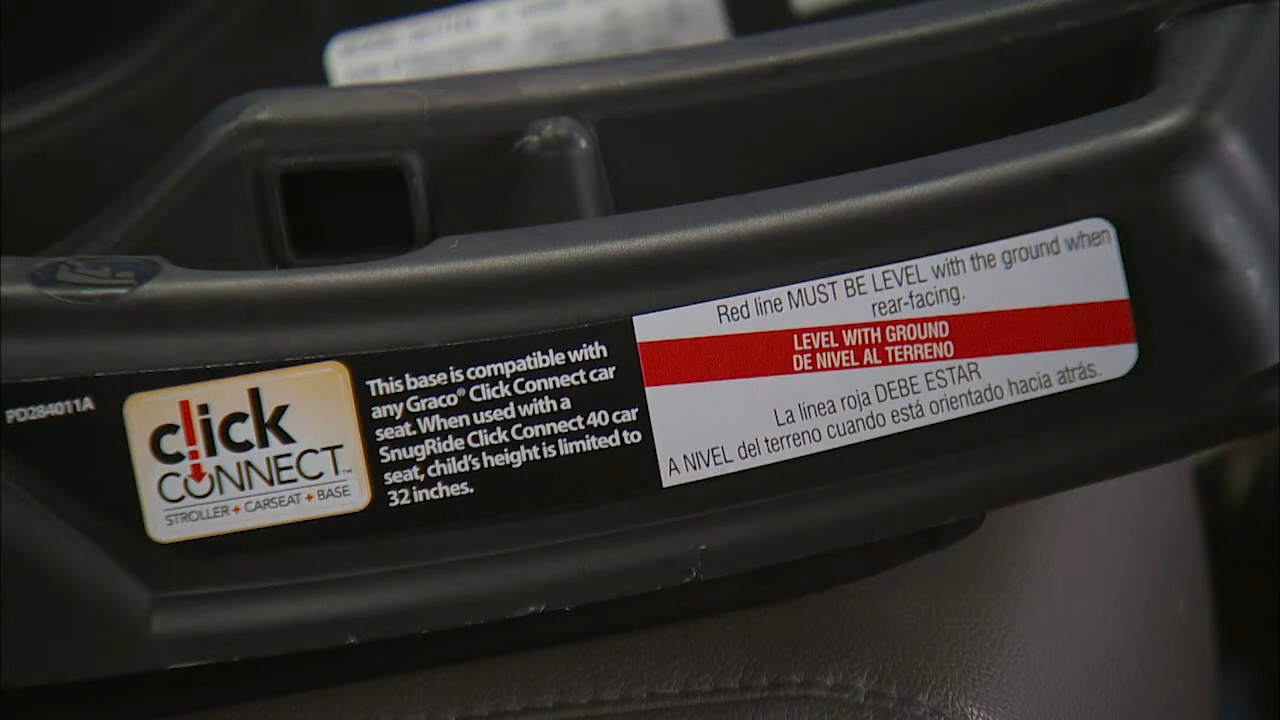 PD284011A
click
CONNECT™
STROLLER + CARSEAT + BASE
This base is compatible with
any Graco® Click Connect car
seat. When used with a
SnugRide Click Connect 40 car
seat, child's height is limited to
32 inches.
Red line MUST BE LEVEL with the ground when
rear-facing.
LEVEL WITH GROUND
DE NIVEL AL TERRENO
La línea roja DEBE ESTAR
A NIVEL del terreno cuando está orientado hacia atrás.